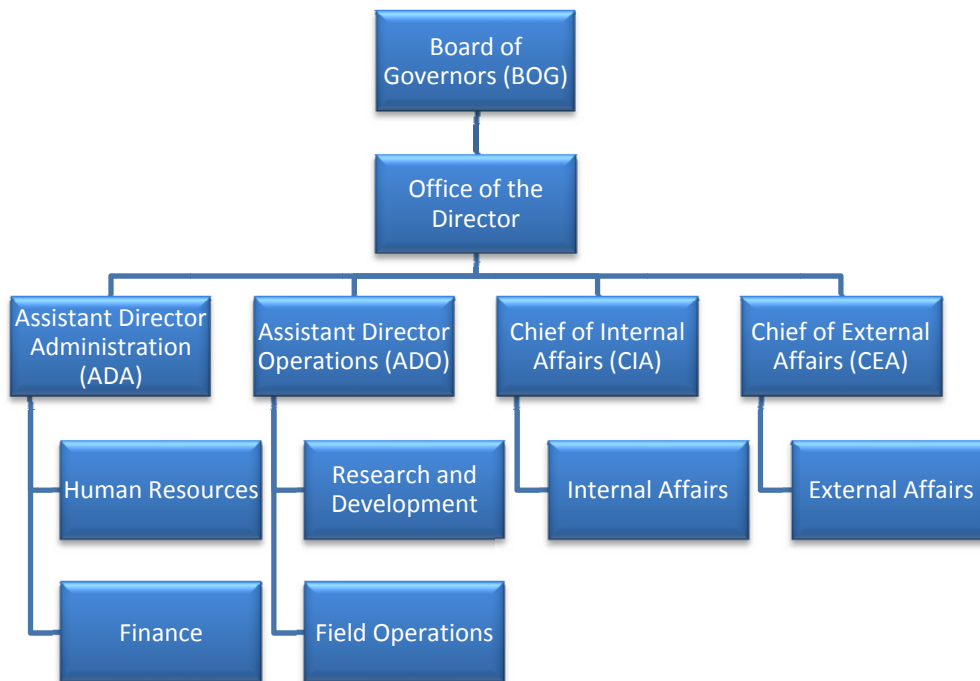 Board of
Governors (BOG)
Office of the
Director
Assistant Director
Administration
(ADA)
Assistant Director
Operations (ADO)
Chief of Internal
Affairs (CIA)
Chief of External
Affairs (CEA)
Human Resources
Research and
Development
Internal Affairs
External Affairs
Finance
Field Operations